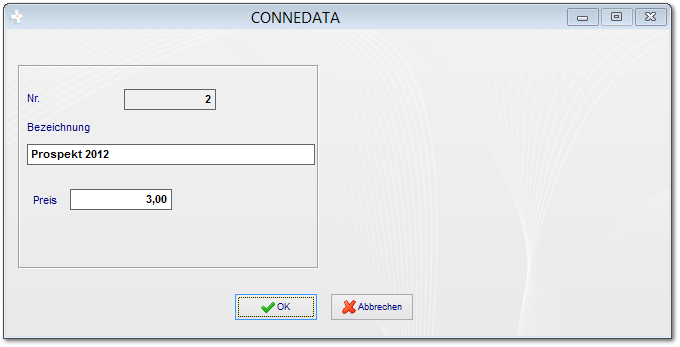 CONNEDATA
Nr. 2
Bezeichnung
Prospekt 2012
Preis 3,00
OK Abbrechen